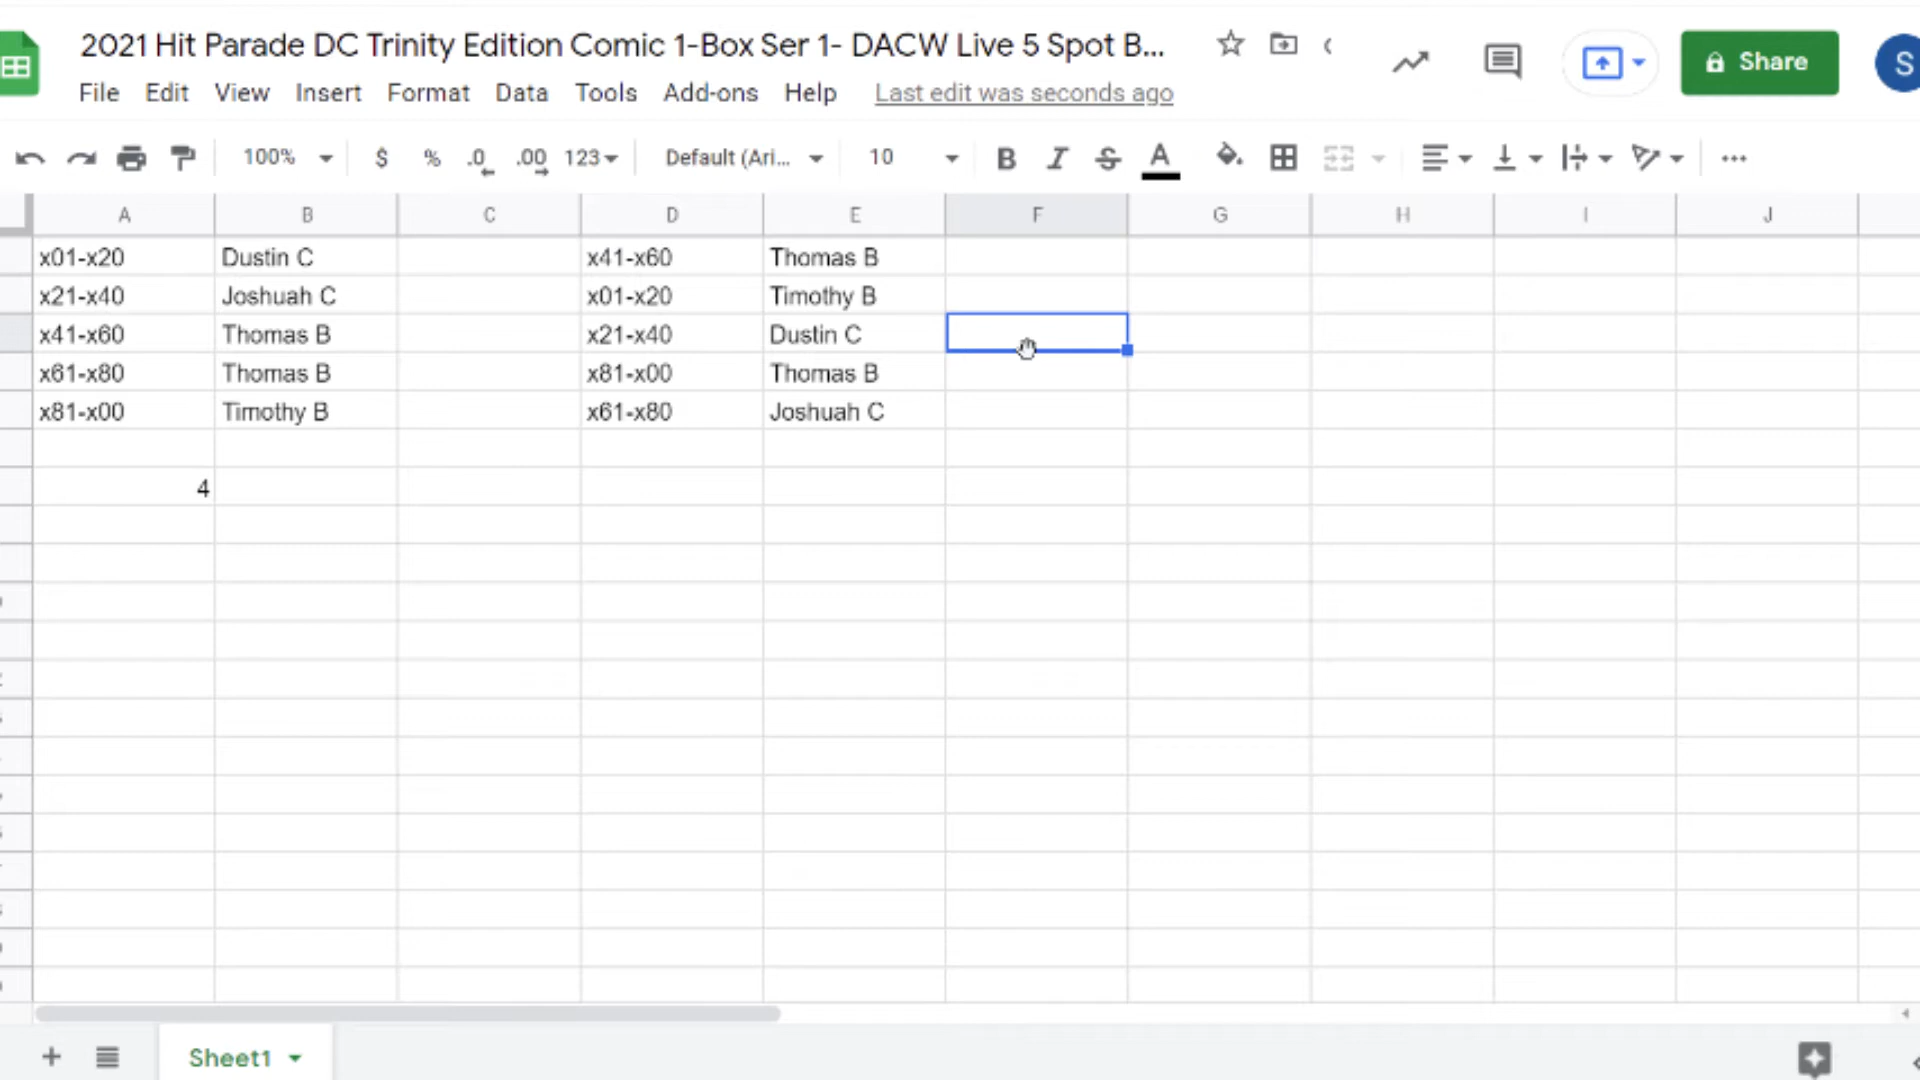 2021 Hit Parade DC Trinity Edition Comic 1-Box Ser 1- DACW Live 5 Spot B...
Share
S
File Edit View Insert Format Data Tools Add-ons Help Last edit was seconds ago
100% $ % .0 .00 123 Default (Ari... 10 B I S A
A B C D E F G H I J
x01-x20 Dustin C x41-x60 Thomas B
x21-x40 Joshuah C x01-x20 Timothy B
x41-x60 Thomas B x21-x40 Dustin C
x61-x80 Thomas B x81-x00 Thomas B
x81-x00 Timothy B x61-x80 Joshuah C
4
Sheet1